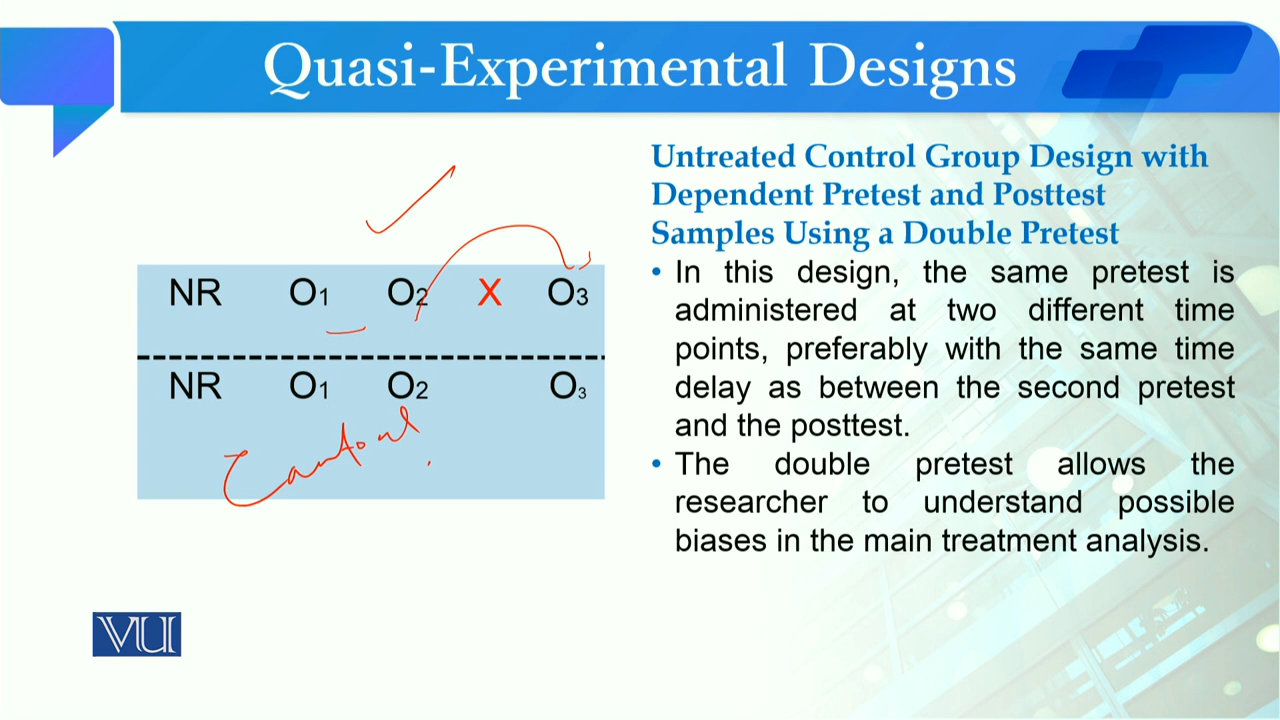 Quasi-Experimental Designs
Untreated Control Group Design with
Dependent Pretest and Posttest
Samples Using a Double Pretest
• In this design, the same pretest is
administered at two different time
points, preferably with the same time
delay as between the second pretest
and the posttest.
• The double pretest allows the
researcher to understand possible
biases in the main treatment analysis.
NR O1 O2 X O3
NR O1 O2 O3
VU